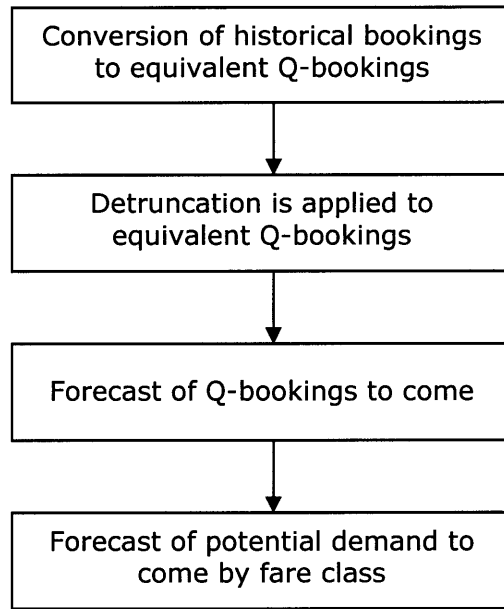 Conversion of historical bookings
to equivalent Q-bookings
Detruncation is applied to
equivalent Q-bookings
Forecast of Q-bookings to come
Forecast of potential demand to
come by fare class